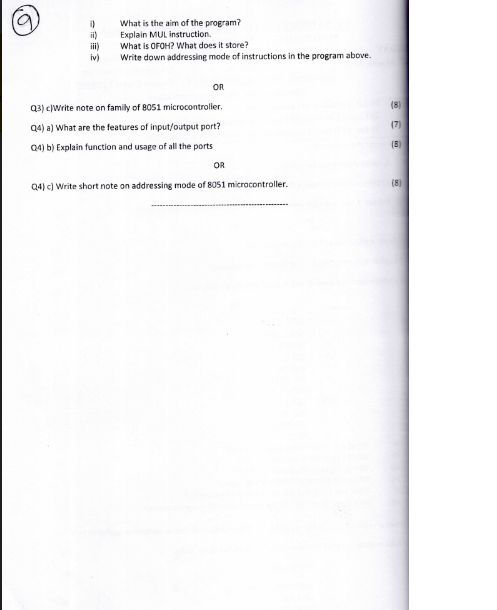 9
i) What is the aim of the program?
ii) Explain MUL instruction.
iii) What is 0F0H? What does it store?
iv) Write down addressing mode of instructions in the program above.
OR
Q3) c)Write note on family of 8051 microcontroller. (8)
Q4) a) What are the features of input/output port? (7)
Q4) b) Explain function and usage of all the ports (8)
OR
Q4) c) Write short note on addressing mode of 8051 microcontroller. (8)